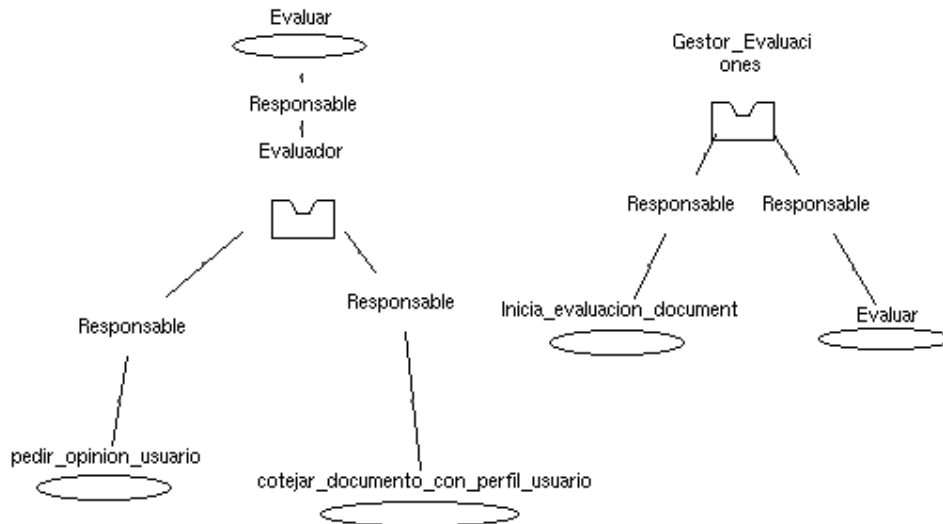 Evaluar
Responsable
Evaluador
Responsable
Responsable
pedir_opinion_usuario
cotejar_documento_con_perfil_usuario
Gestor_Evaluaci
ones
Responsable
Responsable
Inicia_evaluacion_document
Evaluar